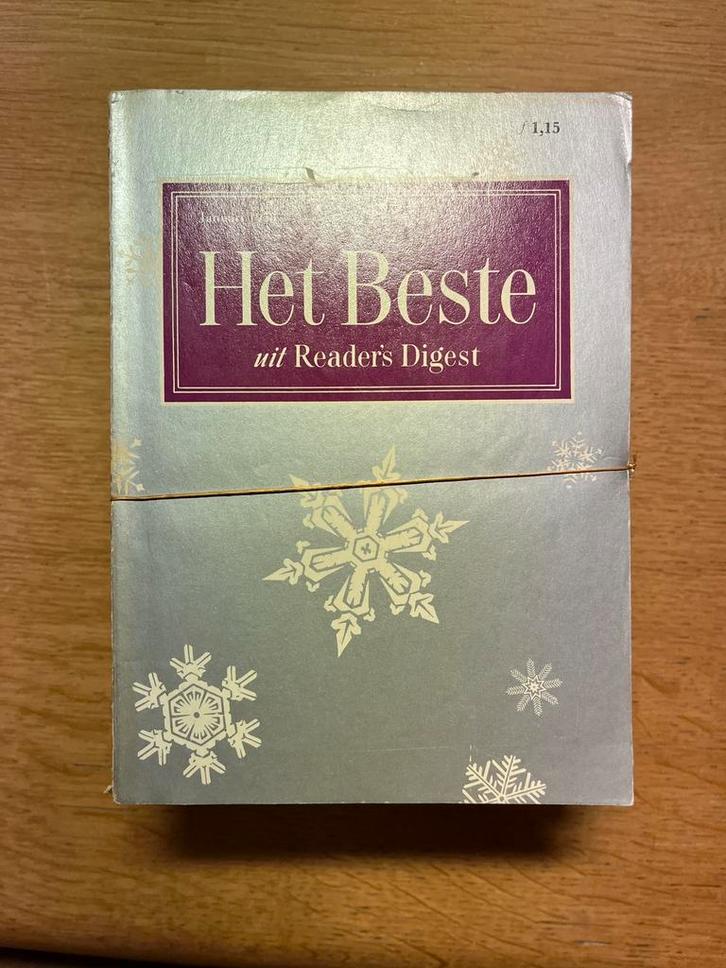 ƒ 1,15
Het Beste
uit Reader's Digest